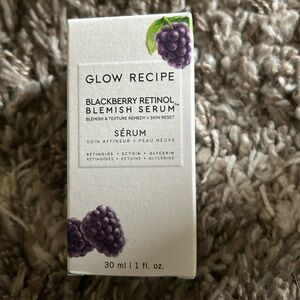 GLOW RECIPE
BLACKBERRY RETINOL
BLEMISH SERUM™
BLEMISH & TEXTURE REMEDY + SKIN RESET
SÉRUM
SOIN AFFINEUR + PEAU NEUVE
RETINOIDS • ECTOIN • GLYCERIN
RÉTINOÏDES • ECTOÏNE • GLYCÉRINE
30 ml | 1 fl. oz.